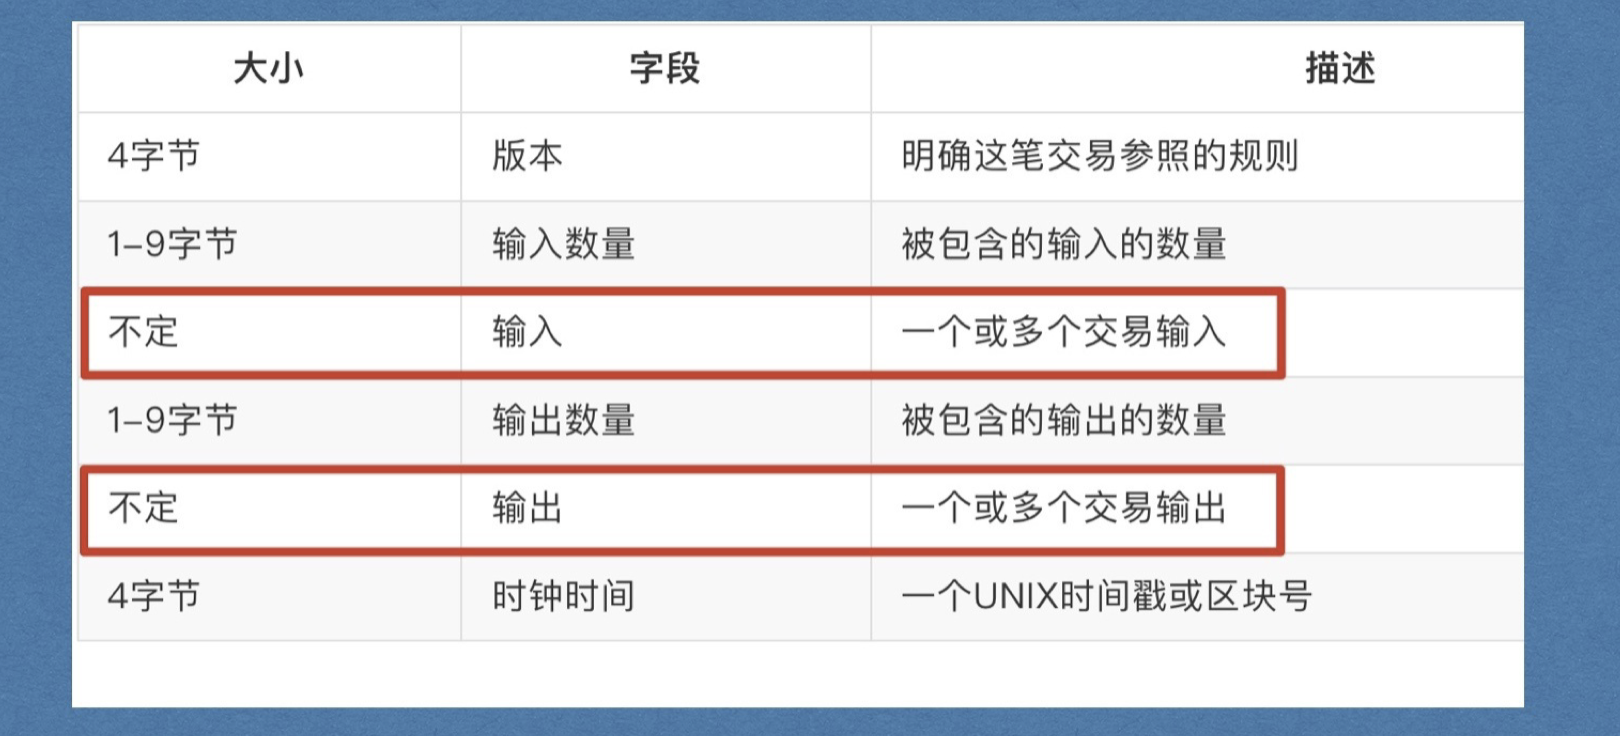 大小 字段 描述
4字节 版本 明确这笔交易参照的规则
1–9字节 输入数量 被包含的输入的数量
不定 输入 一个或多个交易输入
1–9字节 输出数量 被包含的输出的数量
不定 输出 一个或多个交易输出
4字节 时钟时间 一个UNIX时间戳或区块号